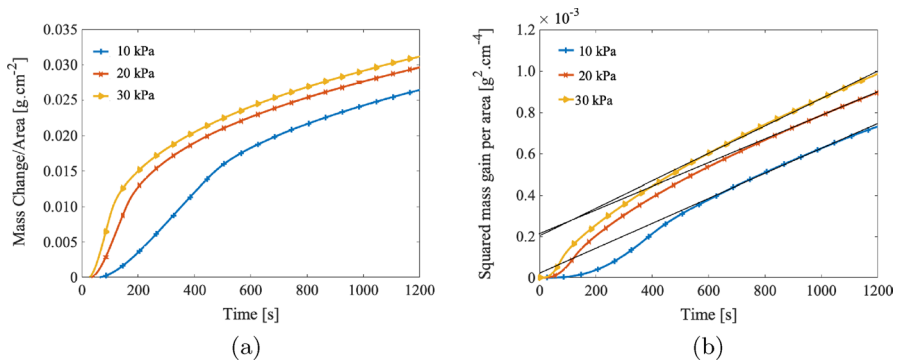 Mass Change/Area [g.cm⁻²]
0.035
0.030
0.025
0.020
0.015
0.010
0.005
0
10 kPa
20 kPa
30 kPa
0 200 400 600 800 1000 1200
Time [s]
(a)
Squared mass gain per area [g².cm⁻⁴]
× 10⁻³
1.2
1.0
0.8
0.6
0.4
0.2
0
10 kPa
20 kPa
30 kPa
0 200 400 600 800 1000 1200
Time [s]
(b)